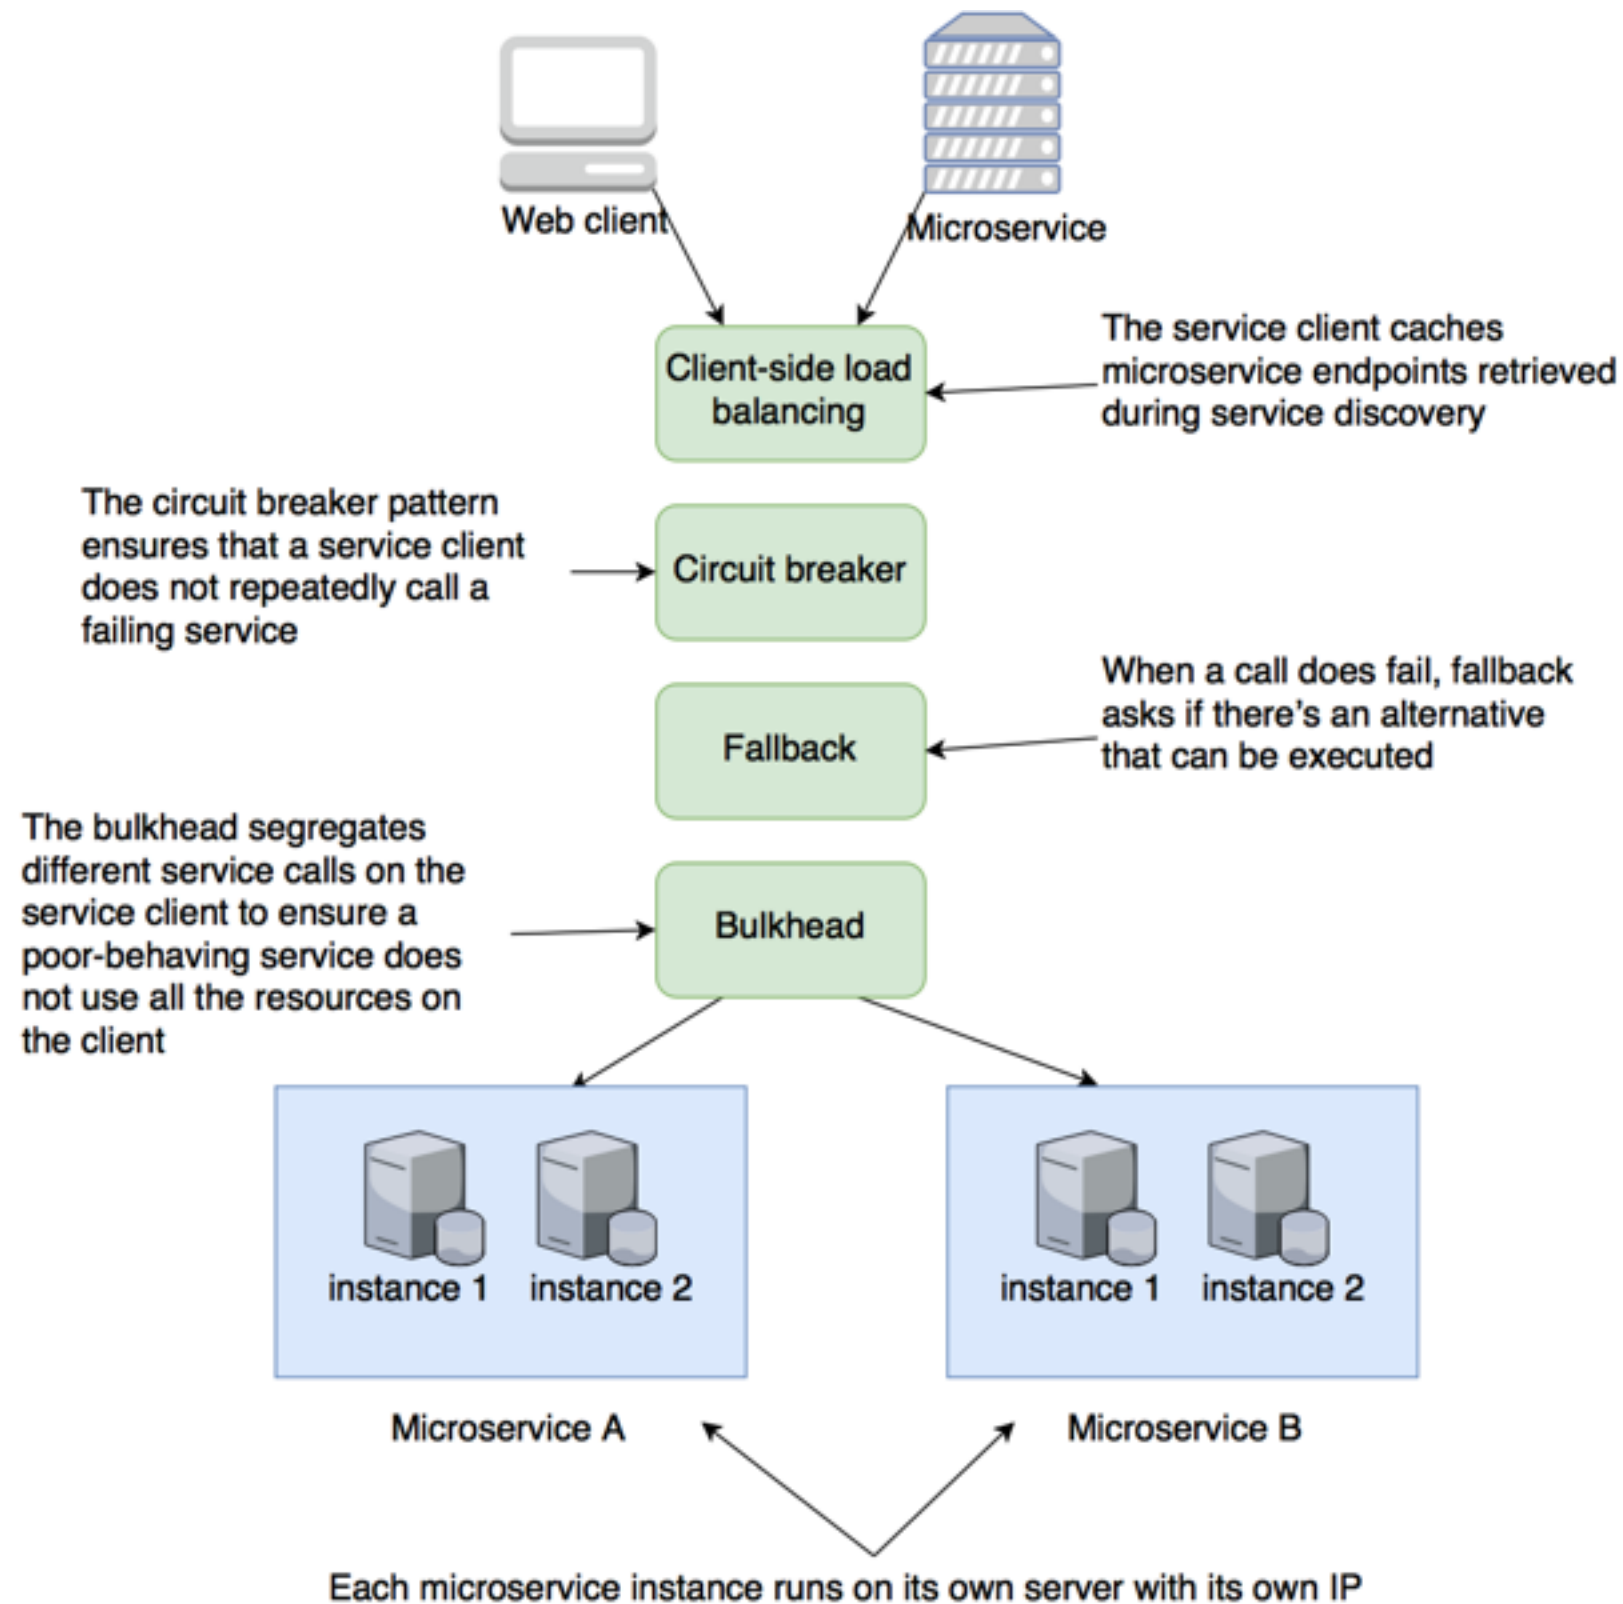 Web client
Microservice
Client-side load
balancing
The service client caches
microservice endpoints retrieved
during service discovery
The circuit breaker pattern
ensures that a service client
does not repeatedly call a
failing service
Circuit breaker
When a call does fail, fallback
asks if there's an alternative
that can be executed
Fallback
The bulkhead segregates
different service calls on the
service client to ensure a
poor-behaving service does
not use all the resources on
the client
Bulkhead
instance 1
instance 2
instance 1
instance 2
Microservice A
Microservice B
Each microservice instance runs on its own server with its own IP